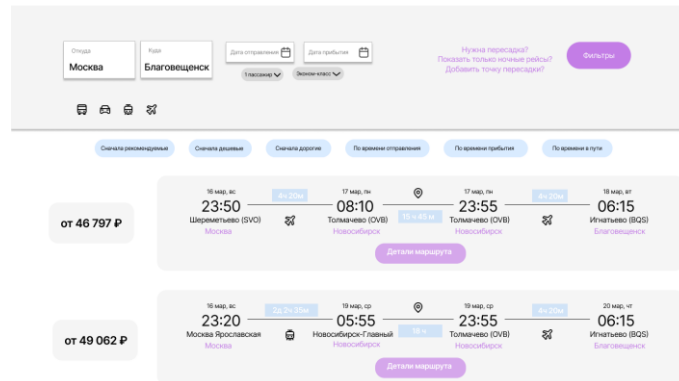 Откуда
Москва
Куда
Благовещенск
Дата отправление
Дата прибытия
1 пассажир
Эконом-класс
Нужна пересадка?
Показать только ночные рейсы?
Добавить точку пересадки?
Фильтры
Сначала рекомендуемые
Сначала дешевые
Сначала дорогие
По времени отправления
По времени прибытия
По времени в пути
от 46 797 ₽
16 мар, вс
23:50
Шереметьево (SVO)
Москва
4ч 20м
17 мар, пн
08:10
Толмачево (OVB)
Новосибирск
15 ч 45 м
17 мар, пн
23:55
Толмачево (OVB)
Новосибирск
4ч 20м
18 мар, вт
06:15
Игнатьево (BQS)
Благовещенск
Детали маршрута
от 49 062 ₽
16 мар, вс
23:20
Москва Ярославская
Москва
2д 2ч 35м
19 мар, ср
05:55
Новосибирск-Главный
Новосибирск
18 ч
19 мар, ср
23:55
Толмачево (OVB)
Новосибирск
4ч 20м
20 мар, чт
06:15
Игнатьево (BQS)
Благовещенск
Детали маршрута